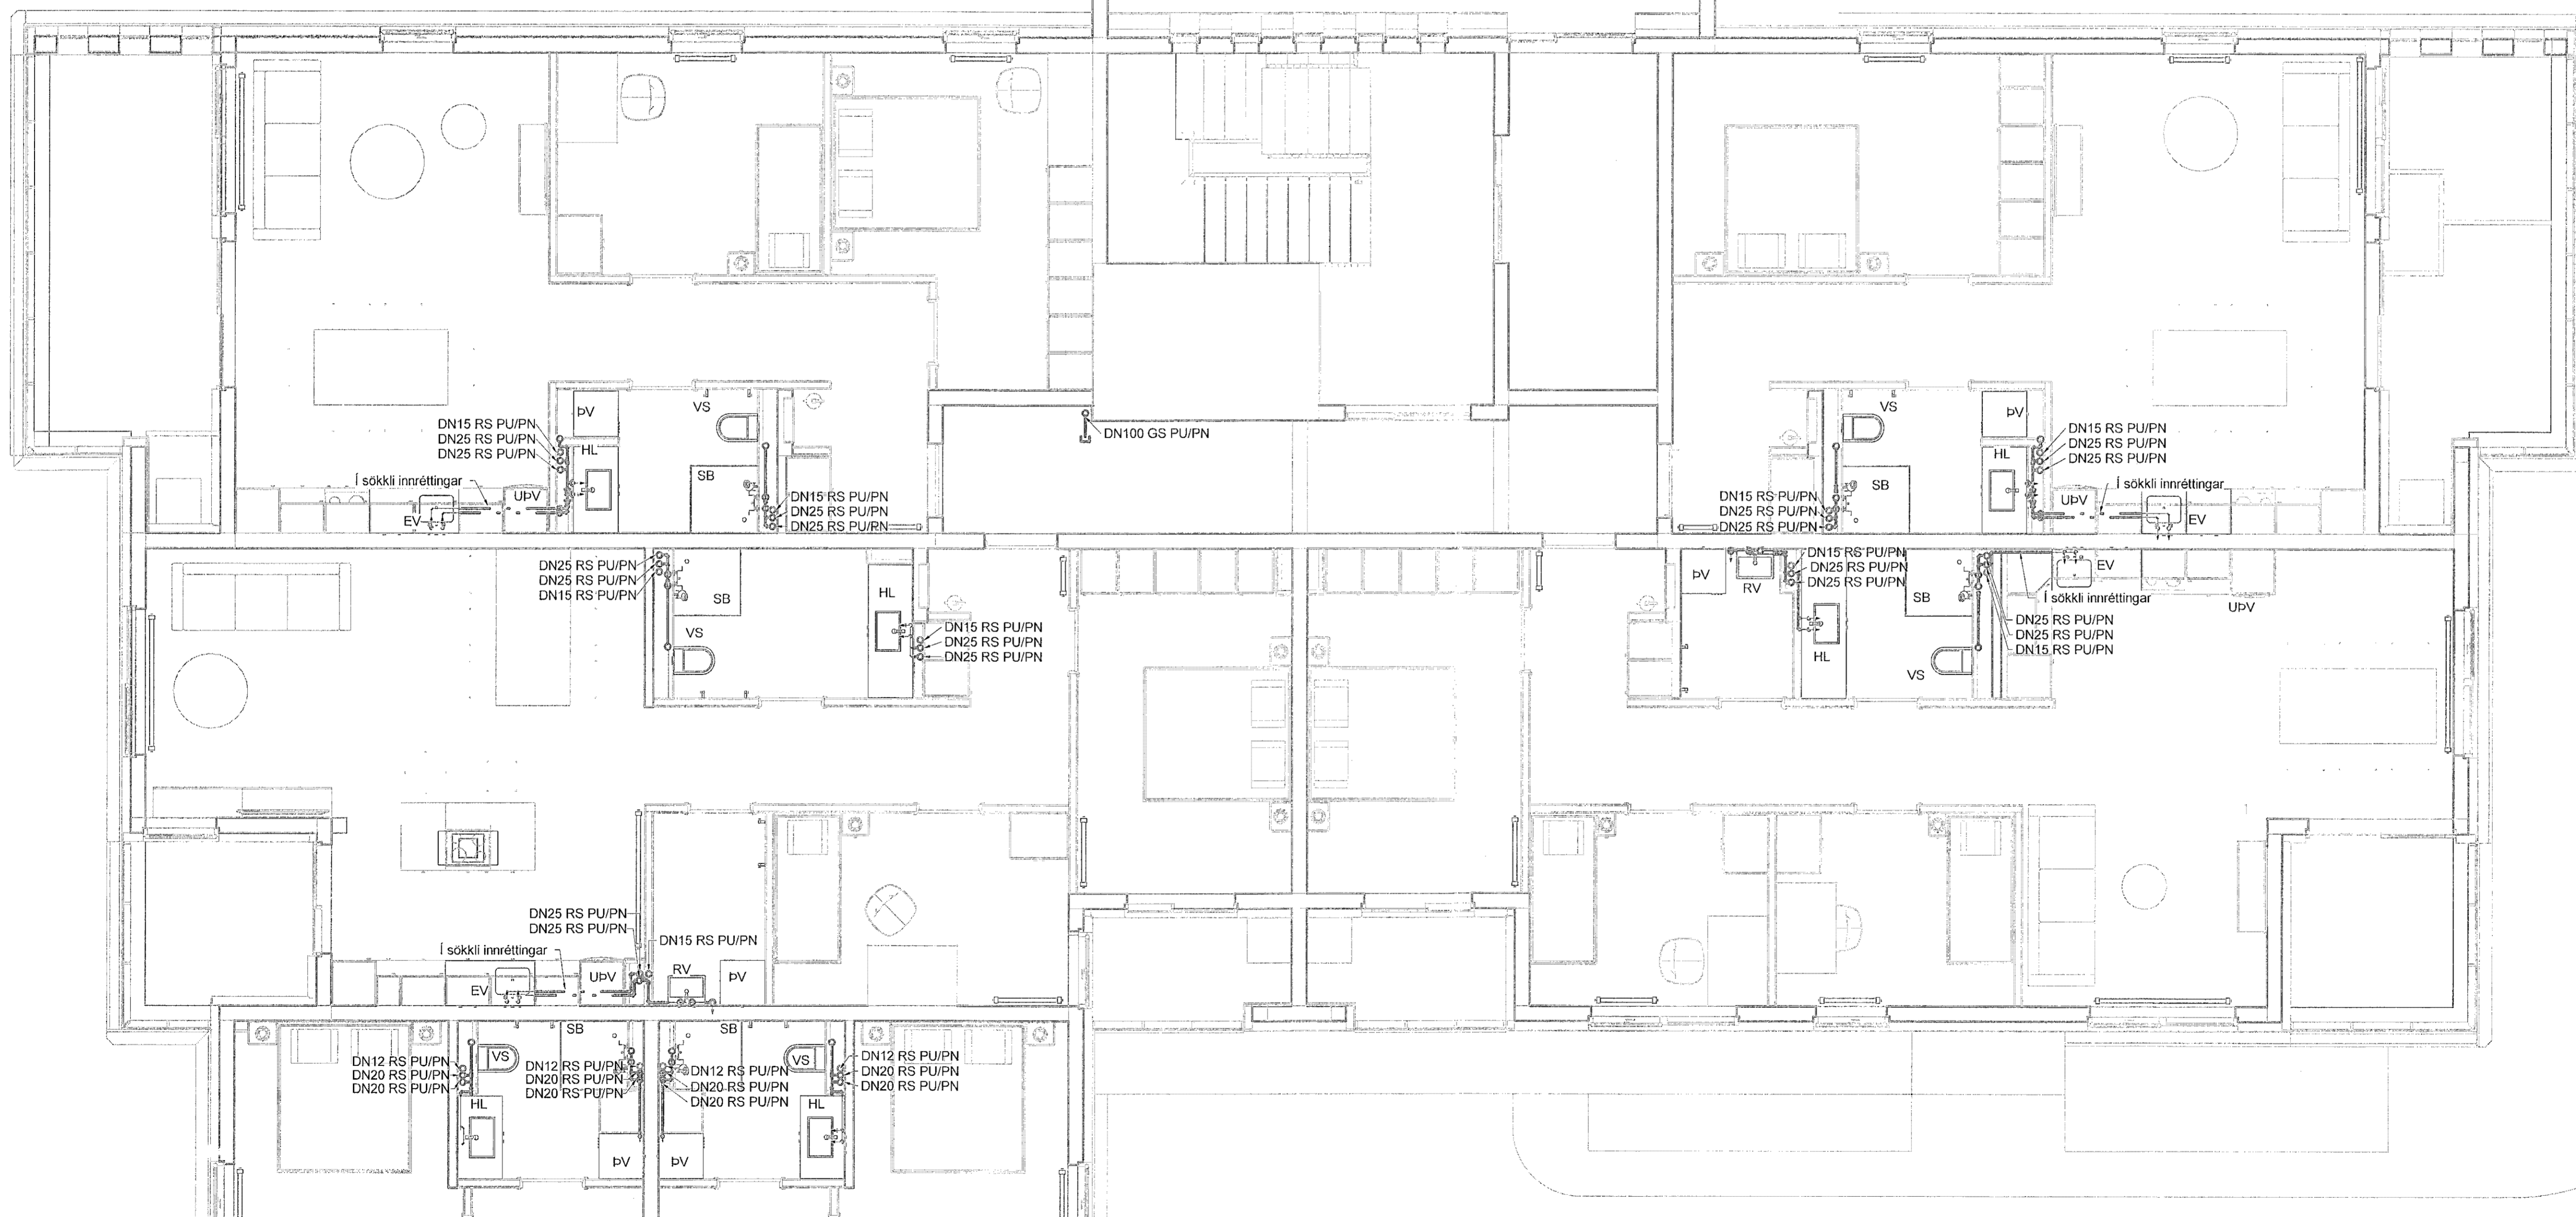 ÞV
VS
DN15 RS PU/PN
DN25 RS PU/PN
DN25 RS PU/PN
HL
Í sökkli innréttingar
UÞV
EV
SB
DN15 RS PU/PN
DN25 RS PU/PN
DN25 RS PU/PN
DN100 GS PU/PN
VS
ÞV
DN15 RS PU/PN
DN25 RS PU/PN
DN25 RS PU/PN
HL
SB
Í sökkli innréttingar
UÞV
EV
DN15 RS PU/PN
DN25 RS PU/PN
DN25 RS PU/PN
DN25 RS PU/PN
DN25 RS PU/PN
DN15 RS PU/PN
SB
HL
VS
DN15 RS PU/PN
DN25 RS PU/PN
DN25 RS PU/PN
ÞV
RV
DN15 RS PU/PN
DN25 RS PU/PN
DN25 RS PU/PN
SB
HL
VS
EV
Í sökkli innréttingar
UÞV
DN25 RS PU/PN
DN25 RS PU/PN
DN15 RS PU/PN
DN25 RS PU/PN
DN25 RS PU/PN
DN15 RS PU/PN
Í sökkli innréttingar
UÞV
EV
RV
ÞV
SB
SB
VS
VS
DN12 RS PU/PN
DN20 RS PU/PN
DN20 RS PU/PN
DN12 RS PU/PN
DN20 RS PU/PN
DN20 RS PU/PN
DN12 RS PU/PN
DN20 RS PU/PN
DN20 RS PU/PN
DN12 RS PU/PN
DN20 RS PU/PN
DN20 RS PU/PN
HL
HL
ÞV
ÞV